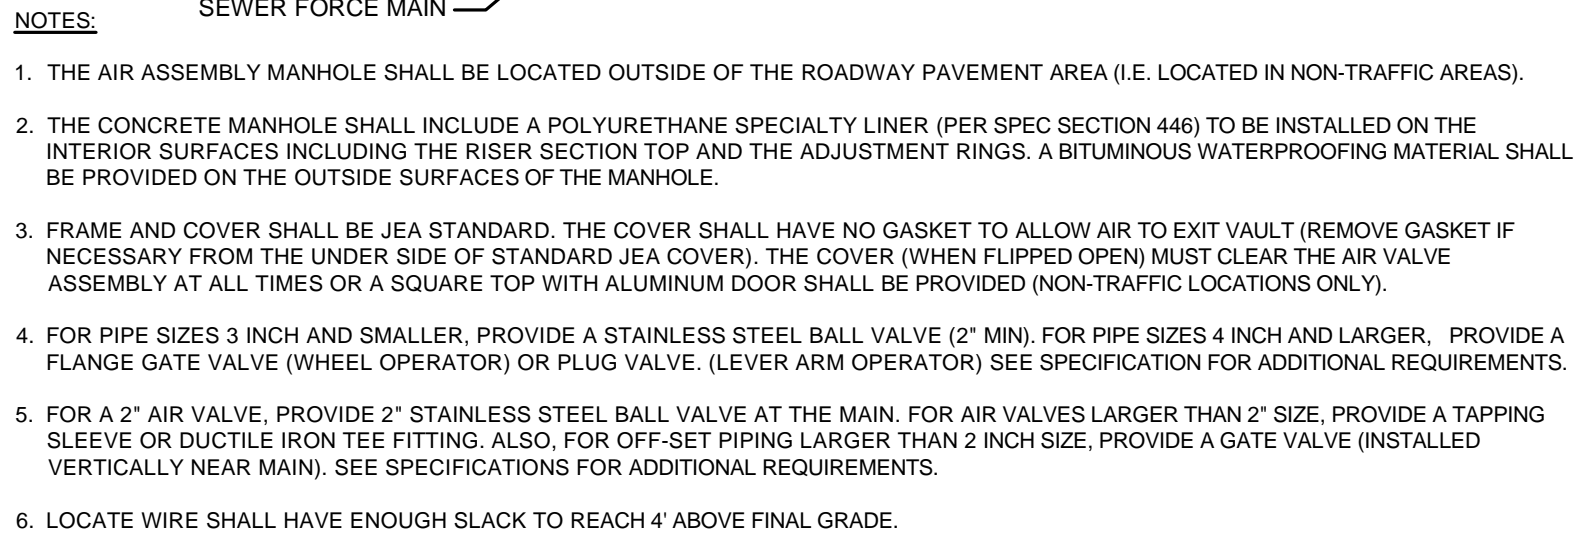 SEWER FORCE MAIN
NOTES:
1. THE AIR ASSEMBLY MANHOLE SHALL BE LOCATED OUTSIDE OF THE ROADWAY PAVEMENT AREA (I.E. LOCATED IN NON-TRAFFIC AREAS).
2. THE CONCRETE MANHOLE SHALL INCLUDE A POLYURETHANE SPECIALTY LINER (PER SPEC SECTION 446) TO BE INSTALLED ON THE
INTERIOR SURFACES INCLUDING THE RISER SECTION TOP AND THE ADJUSTMENT RINGS. A BITUMINOUS WATERPROOFING MATERIAL SHALL
BE PROVIDED ON THE OUTSIDE SURFACES OF THE MANHOLE.
3. FRAME AND COVER SHALL BE JEA STANDARD. THE COVER SHALL HAVE NO GASKET TO ALLOW AIR TO EXIT VAULT (REMOVE GASKET IF
NECESSARY FROM THE UNDER SIDE OF STANDARD JEA COVER). THE COVER (WHEN FLIPPED OPEN) MUST CLEAR THE AIR VALVE
ASSEMBLY AT ALL TIMES OR A SQUARE TOP WITH ALUMINUM DOOR SHALL BE PROVIDED (NON-TRAFFIC LOCATIONS ONLY).
4. FOR PIPE SIZES 3 INCH AND SMALLER, PROVIDE A STAINLESS STEEL BALL VALVE (2" MIN). FOR PIPE SIZES 4 INCH AND LARGER, PROVIDE A
FLANGE GATE VALVE (WHEEL OPERATOR) OR PLUG VALVE. (LEVER ARM OPERATOR) SEE SPECIFICATION FOR ADDITIONAL REQUIREMENTS.
5. FOR A 2" AIR VALVE, PROVIDE 2" STAINLESS STEEL BALL VALVE AT THE MAIN. FOR AIR VALVES LARGER THAN 2" SIZE, PROVIDE A TAPPING
SLEEVE OR DUCTILE IRON TEE FITTING. ALSO, FOR OFF-SET PIPING LARGER THAN 2 INCH SIZE, PROVIDE A GATE VALVE (INSTALLED
VERTICALLY NEAR MAIN). SEE SPECIFICATIONS FOR ADDITIONAL REQUIREMENTS.
6. LOCATE WIRE SHALL HAVE ENOUGH SLACK TO REACH 4' ABOVE FINAL GRADE.